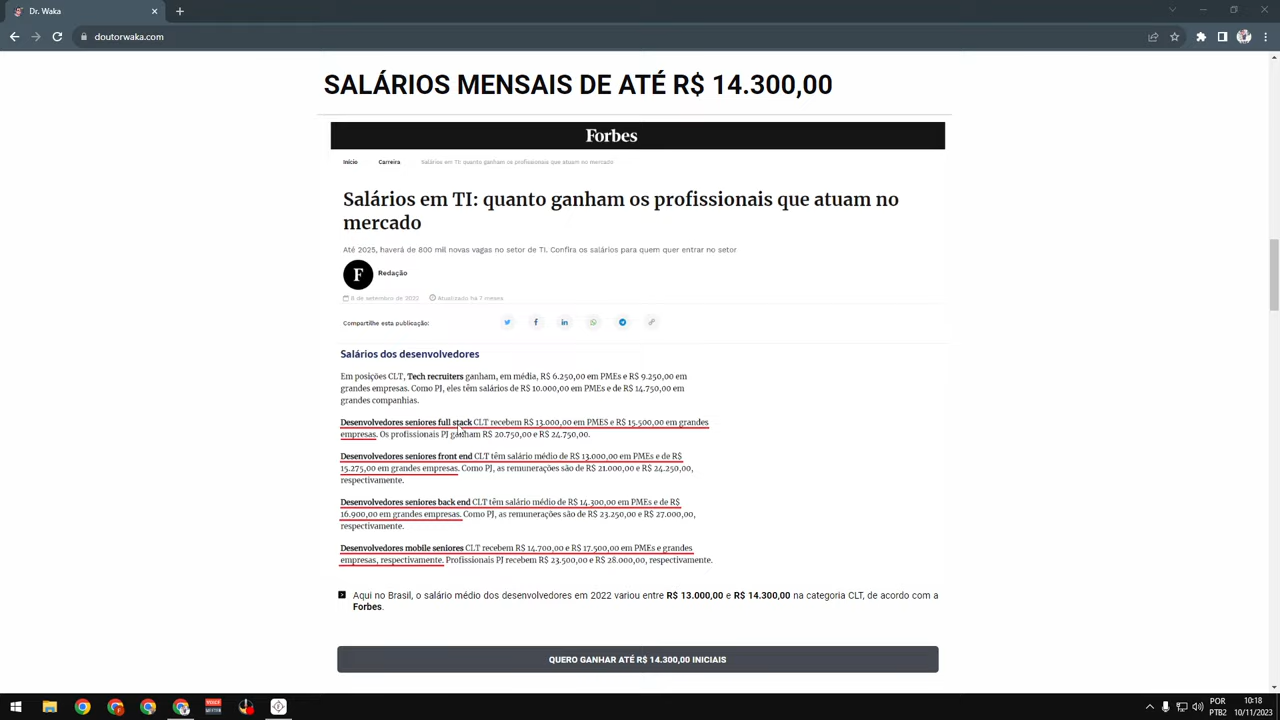 Dr. Waka
doutorwaka.com
SALÁRIOS MENSAIS DE ATÉ R$ 14.300,00
Forbes
Início Carreira Salários em TI: quanto ganham os profissionais que atuam no mercado
Salários em TI: quanto ganham os profissionais que atuam no
mercado
Até 2025, haverá de 800 mil novas vagas no setor de TI. Confira os salários para quem quer entrar no setor
F Redação
8 de setembro de 2022 Atualizado há 7 meses
Compartilhe esta publicação:
Salários dos desenvolvedores
Em posições CLT, Tech recruiters ganham, em média, R$ 6.250,00 em PMEs e R$ 9.250,00 em
grandes empresas. Como PJ, eles têm salários de R$ 10.000,00 em PMEs e de R$ 14.750,00 em
grandes companhias.
Desenvolvedores seniores full stack CLT recebem R$ 13.000,00 em PMES e R$ 15.500,00 em grandes
empresas. Os profissionais PJ ganham R$ 20.750,00 e R$ 24.750,00.
Desenvolvedores seniores front end CLT têm salário médio de R$ 13.000,00 em PMEs e de R$
15.275,00 em grandes empresas. Como PJ, as remunerações são de R$ 21.000,00 e R$ 24.250,00,
respectivamente.
Desenvolvedores seniores back end CLT têm salário médio de R$ 14.300,00 em PMEs e de R$
16.900,00 em grandes empresas. Como PJ, as remunerações são de R$ 23.250,00 e R$ 27.000,00,
respectivamente.
Desenvolvedores mobile seniores CLT recebem R$ 14.700,00 e R$ 17.500,00 em PMEs e grandes
empresas, respectivamente. Profissionais PJ recebem R$ 23.500,00 e R$ 28.000,00, respectivamente.
Aqui no Brasil, o salário médio dos desenvolvedores em 2022 variou entre R$ 13.000,00 e R$ 14.300,00 na categoria CLT, de acordo com a
Forbes.
QUERO GANHAR ATÉ R$ 14.300,00 INICIAIS
POR 10:18
PTB2 10/11/2023